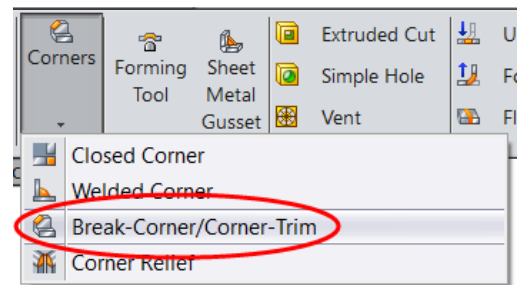 Corners
Forming
Tool
Sheet
Metal
Gusset
Extruded Cut
Simple Hole
Vent
Closed Corner
Welded Corner
Break-Corner/Corner-Trim
Corner Relief